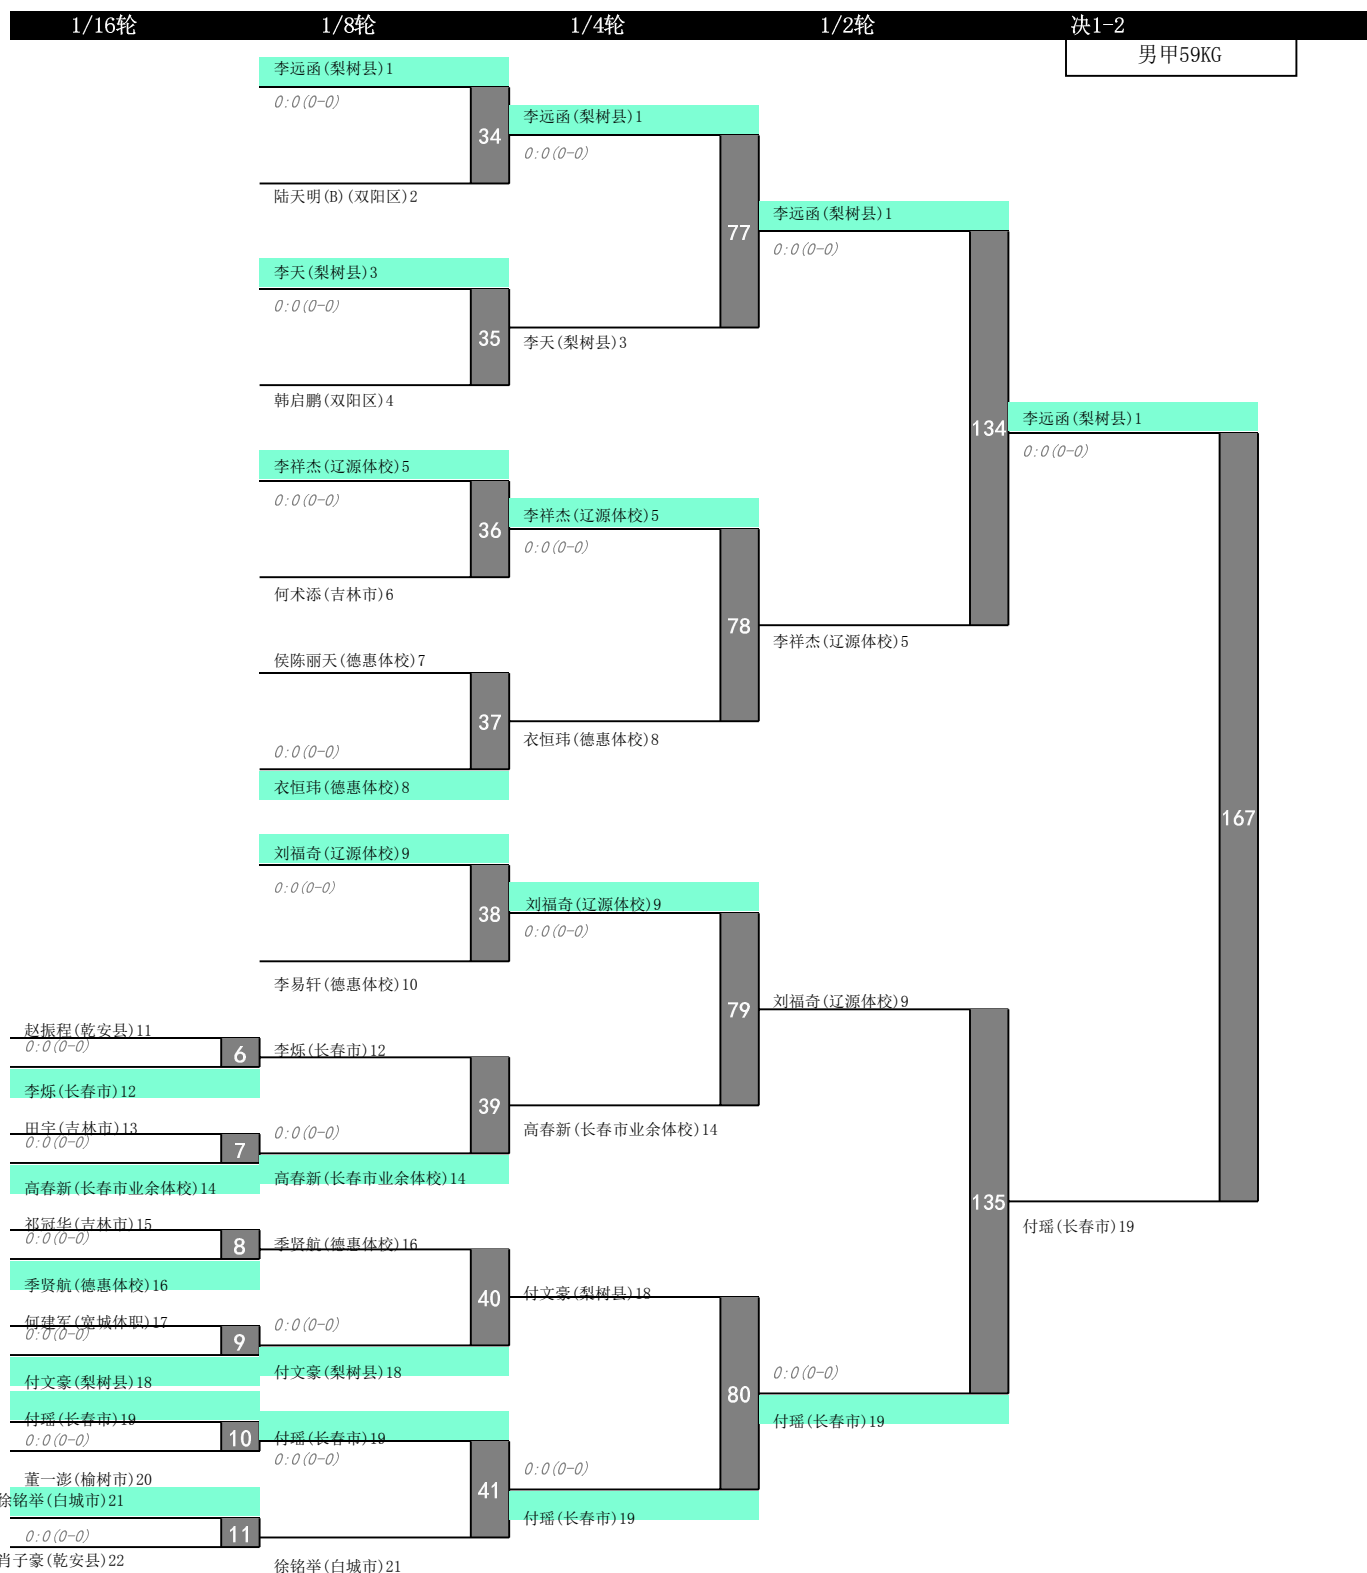 1/16轮 1/8轮 1/4轮 1/2轮 决1-2
男甲59KG
李远函(梨树县)1
0:0(0-0)
34
陆天明(B)(双阳区)2
李天(梨树县)3
0:0(0-0)
35
韩启鹏(双阳区)4
李祥杰(辽源体校)5
0:0(0-0)
36
何术添(吉林市)6
侯陈丽天(德惠体校)7
37
0:0(0-0)
衣恒玮(德惠体校)8
刘福奇(辽源体校)9
0:0(0-0)
38
李易轩(德惠体校)10
赵振程(乾安县)11
0:0(0-0)
6
李烁(长春市)12
田宇(吉林市)13
0:0(0-0)
7
高春新(长春市业余体校)14
祁冠华(吉林市)15
0:0(0-0)
8
季贤航(德惠体校)16
何建军(宽城体职)17
0:0(0-0)
9
付文豪(梨树县)18
付瑶(长春市)19
0:0(0-0)
10
董一澎(榆树市)20
徐铭举(白城市)21
0:0(0-0)
11
肖子豪(乾安县)22
李烁(长春市)12
39
0:0(0-0)
高春新(长春市业余体校)14
季贤航(德惠体校)16
40
0:0(0-0)
付文豪(梨树县)18
付瑶(长春市)19
0:0(0-0)
41
徐铭举(白城市)21
李远函(梨树县)1
0:0(0-0)
77
李天(梨树县)3
李祥杰(辽源体校)5
0:0(0-0)
78
衣恒玮(德惠体校)8
刘福奇(辽源体校)9
0:0(0-0)
79
高春新(长春市业余体校)14
付文豪(梨树县)18
80
0:0(0-0)
付瑶(长春市)19
李远函(梨树县)1
0:0(0-0)
134
李祥杰(辽源体校)5
刘福奇(辽源体校)9
135
0:0(0-0)
付瑶(长春市)19
李远函(梨树县)1
0:0(0-0)
167
付瑶(长春市)19